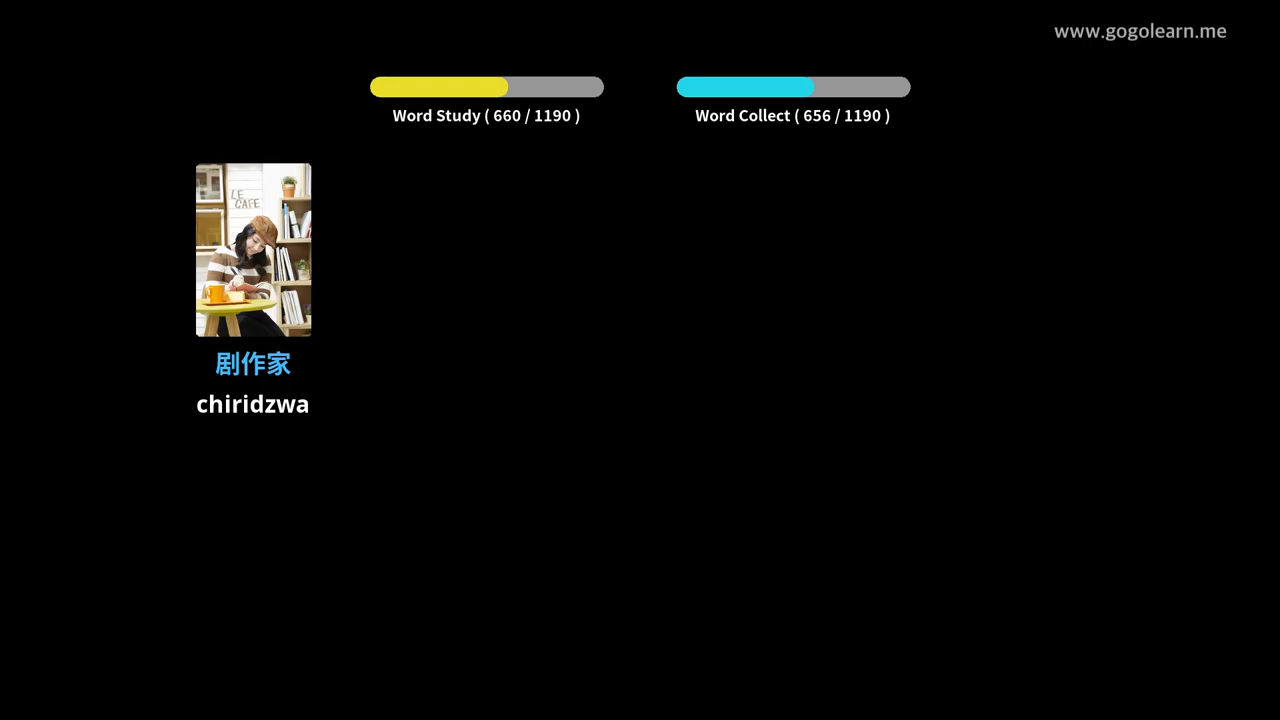 www.gogolearn.me
Word Study ( 660 / 1190 )
Word Collect ( 656 / 1190 )
LE
CAFE
剧作家
chiridzwa